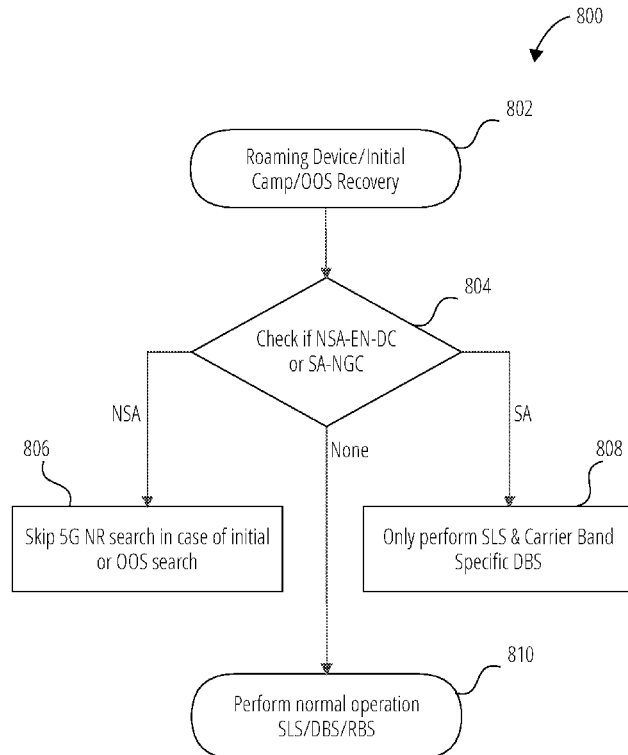 800
802
Roaming Device/Initial
Camp/OOS Recovery
804
Check if NSA-EN-DC
or SA-NGC
NSA
None
SA
806
808
Skip 5G NR search in case of initial
or OOS search
Only perform SLS & Carrier Band
Specific DBS
810
Perform normal operation
SLS/DBS/RBS